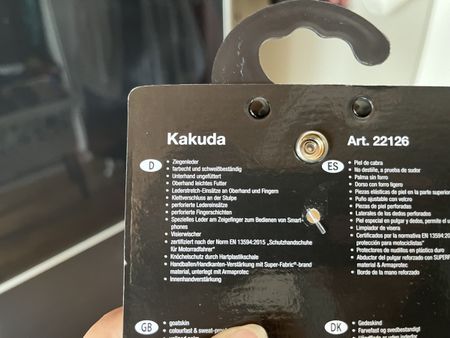 Kakuda
Art. 22126
D
Ziegenleder
farbecht und schweißbeständig
Unterhand ungefüttert
Oberhand leichtes Futter
Lederstretch-Einsätze an Oberhand und Fingern
Klettverschluss an der Stulpe
perforierte Ledereinsätze
perforierte Fingerschichten
Spezielles Leder am Zeigefinger zum Bedienen von Smart
phones
Visierwischer
zertifiziert nach der Norm EN 13594:2015 „Schutzhandschuhe
für Motorradfahrer“
Knöchelschutz durch Hartplastikschale
Handballen/Handkanten-Verstärkung mit Super-Fabric®-brand
material, unterlegt mit Armaprotec
Innenhandverstärkung
ES
Piel de cabra
No destiñe, a prueba de sudor
Palma sin forro
Dorso con forro ligero
Piezas elásticas de piel en la parte superior
Puño ajustable con velcro
Piezas de piel perforadas
Laterales de los dedos perforados
Piel especial en pulgar y dedos, permite el u
Limpiador de visera
Certificados por la normativa EN 13594:201
protección para motociclistas"
Protectores de nudillos en plástico duro
Abductor del pulgar reforzado con SUPERF
material & Armaprotec
Borde de la mano reforzado
GB
goatskin
colourfast & sweat-pro
DK
Gedeskind
Farveføst og svedbestandigt